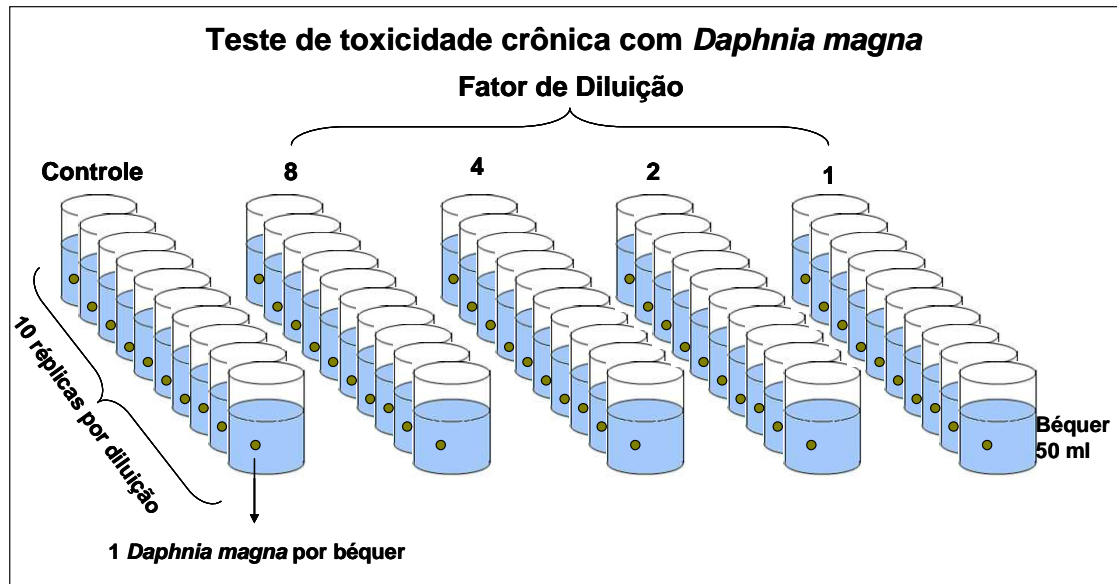 Teste de toxicidade crônica com Daphnia magna
Fator de Diluição
Controle 8 4 2 1
10 réplicas por diluição
Béquer
50 ml
1 Daphnia magna por béquer